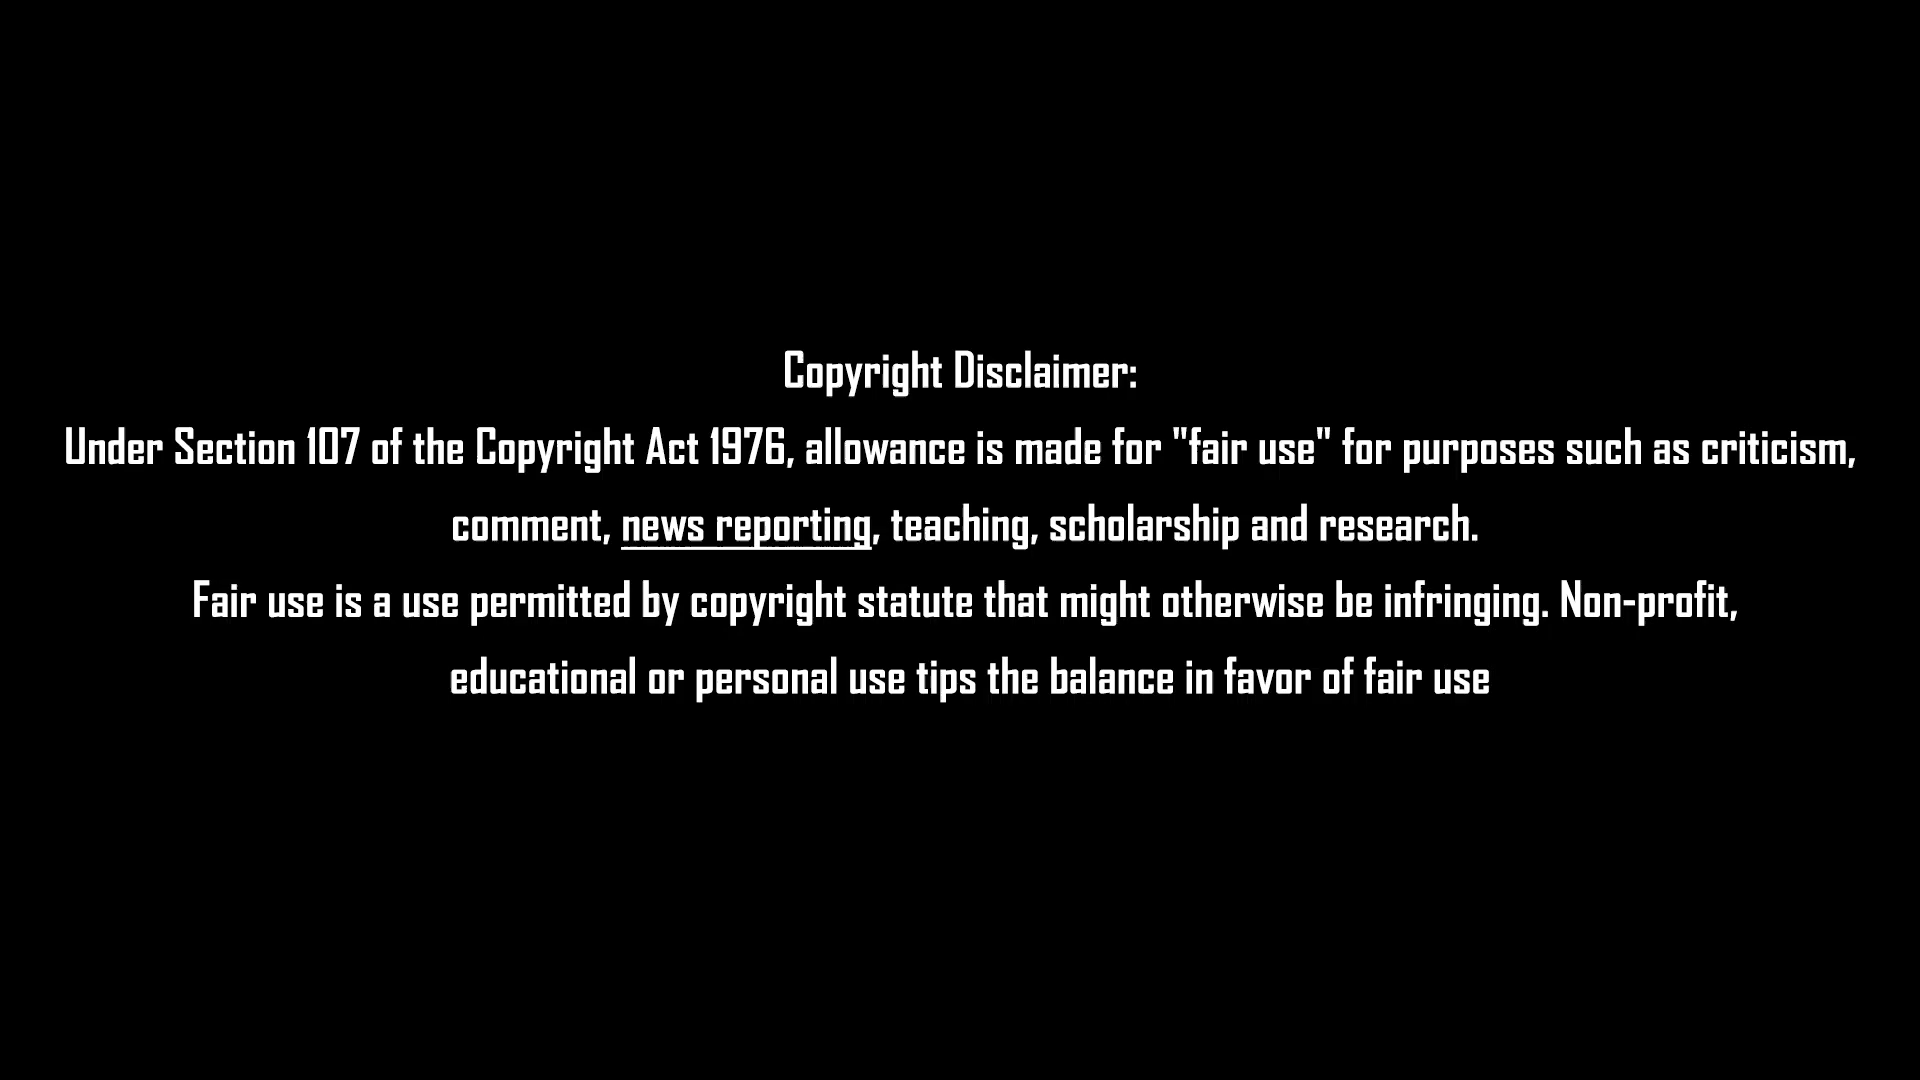 Copyright Disclaimer:
Under Section 107 of the Copyright Act 1976, allowance is made for "fair use" for purposes such as criticism,
comment, news reporting, teaching, scholarship and research.
Fair use is a use permitted by copyright statute that might otherwise be infringing. Non-profit,
educational or personal use tips the balance in favor of fair use